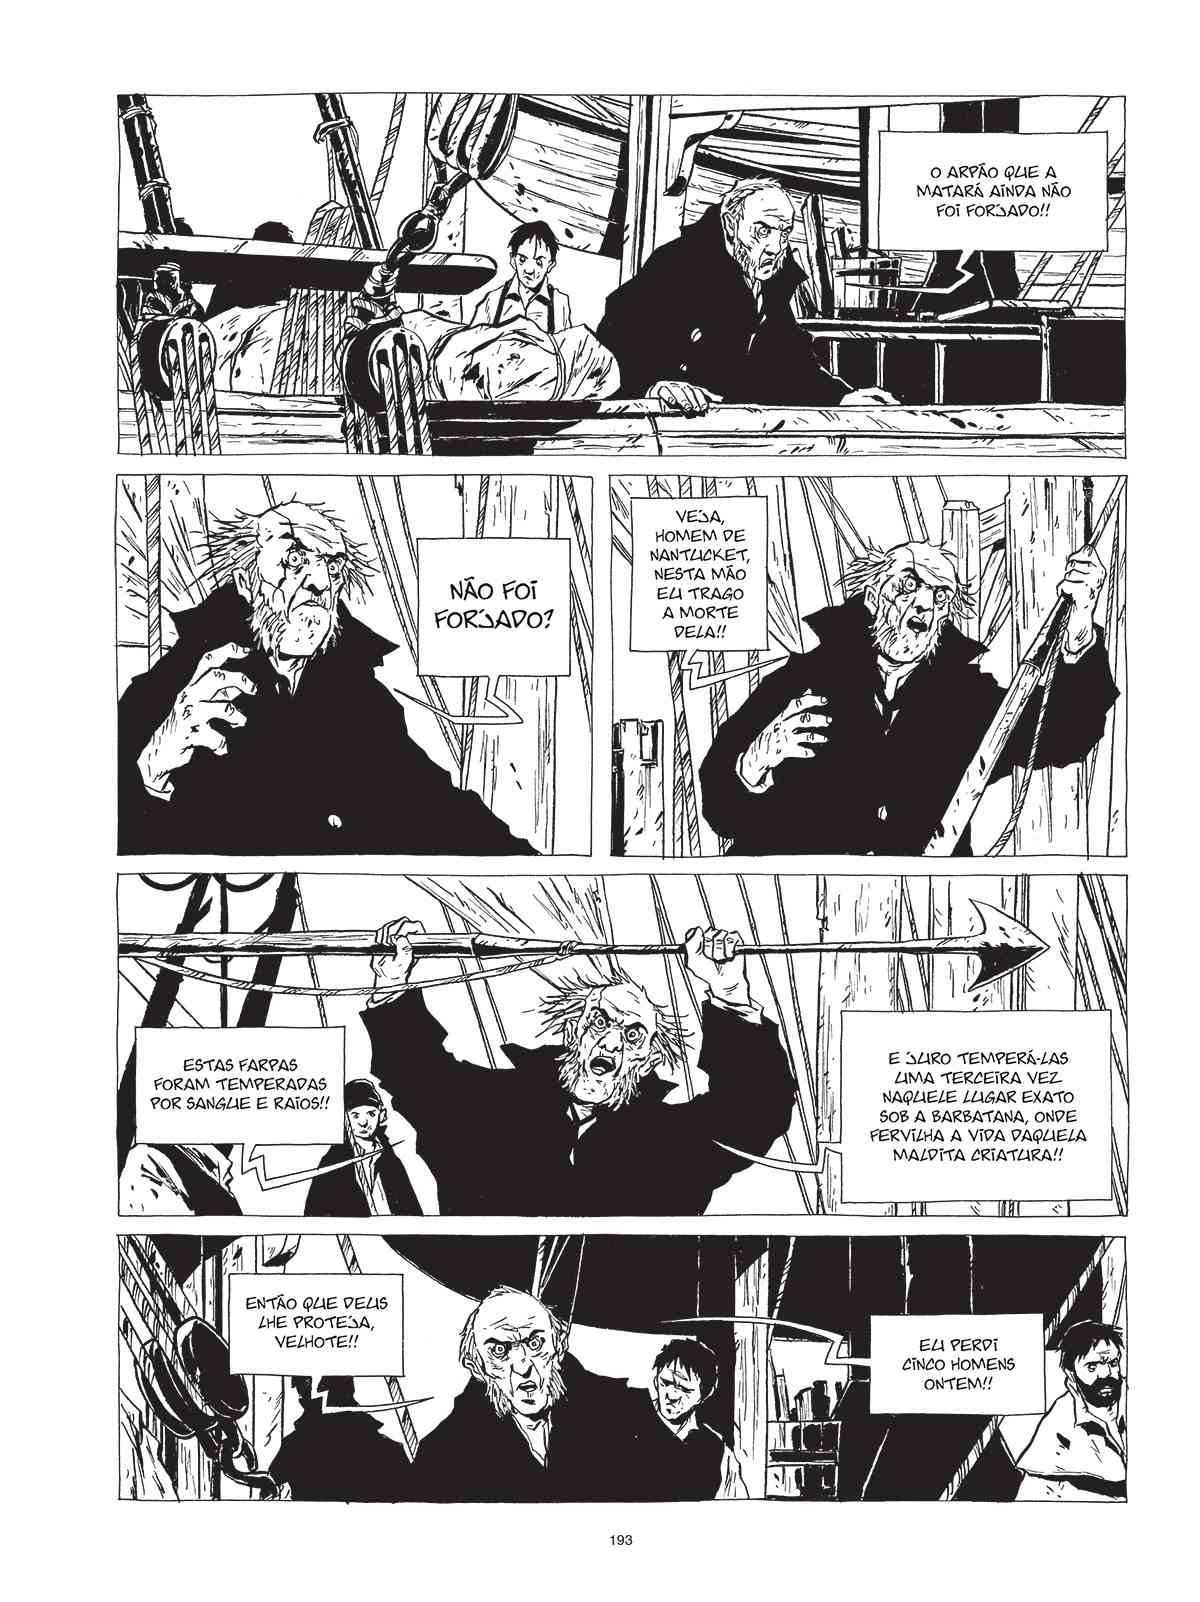 O ARPÃO QUE A
MATARÁ AINDA NÃO
FOI FORJADO!!
NÃO FOI
FORJADO?
VEJA,
HOMEM DE
NANTUCKET,
NESTA MÃO
EU TRAGO
A MORTE
DELA!!
ESTAS FARPAS
FORAM TEMPERADAS
POR SANGUE E RAIOS!!
E JURO TEMPERÁ-LAS
UMA TERCEIRA VEZ
NAQUELE LUGAR EXATO
SOB A BARBATANA, ONDE
FERVILHA A VIDA DAQUELA
MALDITA CRIATURA!!
ENTÃO QUE DEUS
LHE PROTEJA,
VELHOTE!!
EU PERDI
CINCO HOMENS
ONTEM!!
193